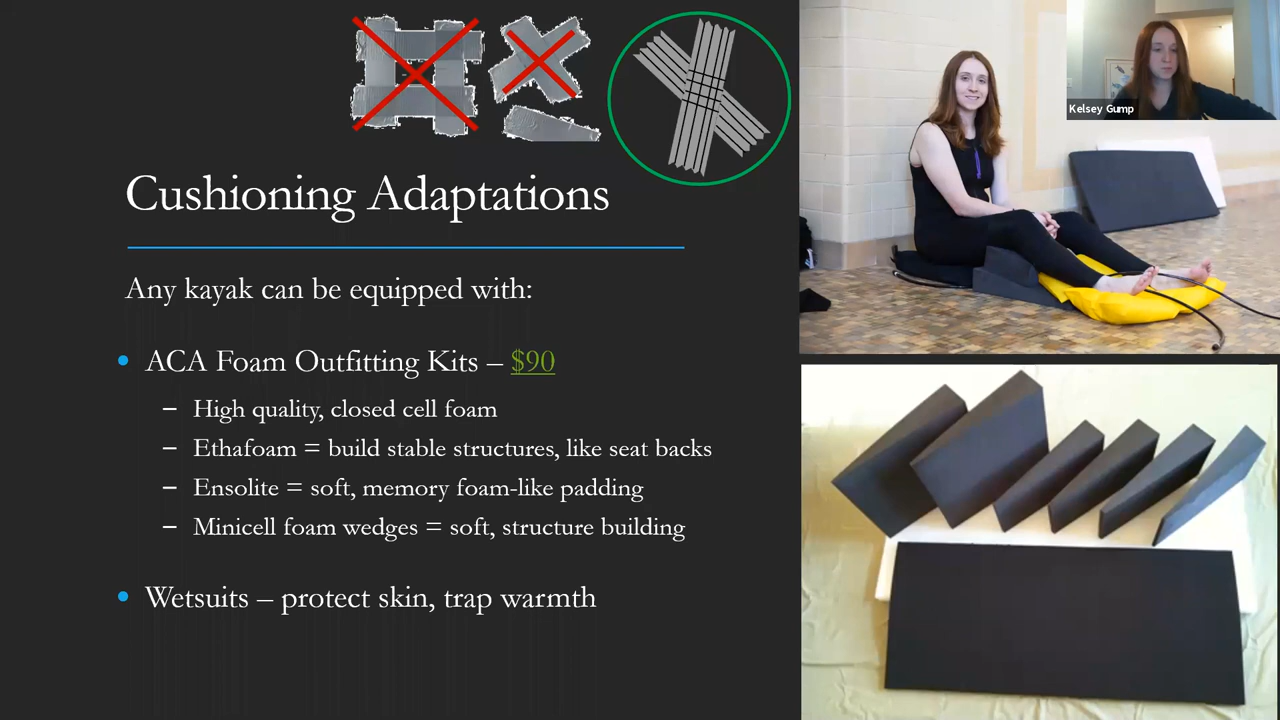 Kelsey Gump
Cushioning Adaptations
Any kayak can be equipped with:
• ACA Foam Outfitting Kits – $90
– High quality, closed cell foam
– Ethafoam = build stable structures, like seat backs
– Ensolite = soft, memory foam-like padding
– Minicell foam wedges = soft, structure building
• Wetsuits – protect skin, trap warmth